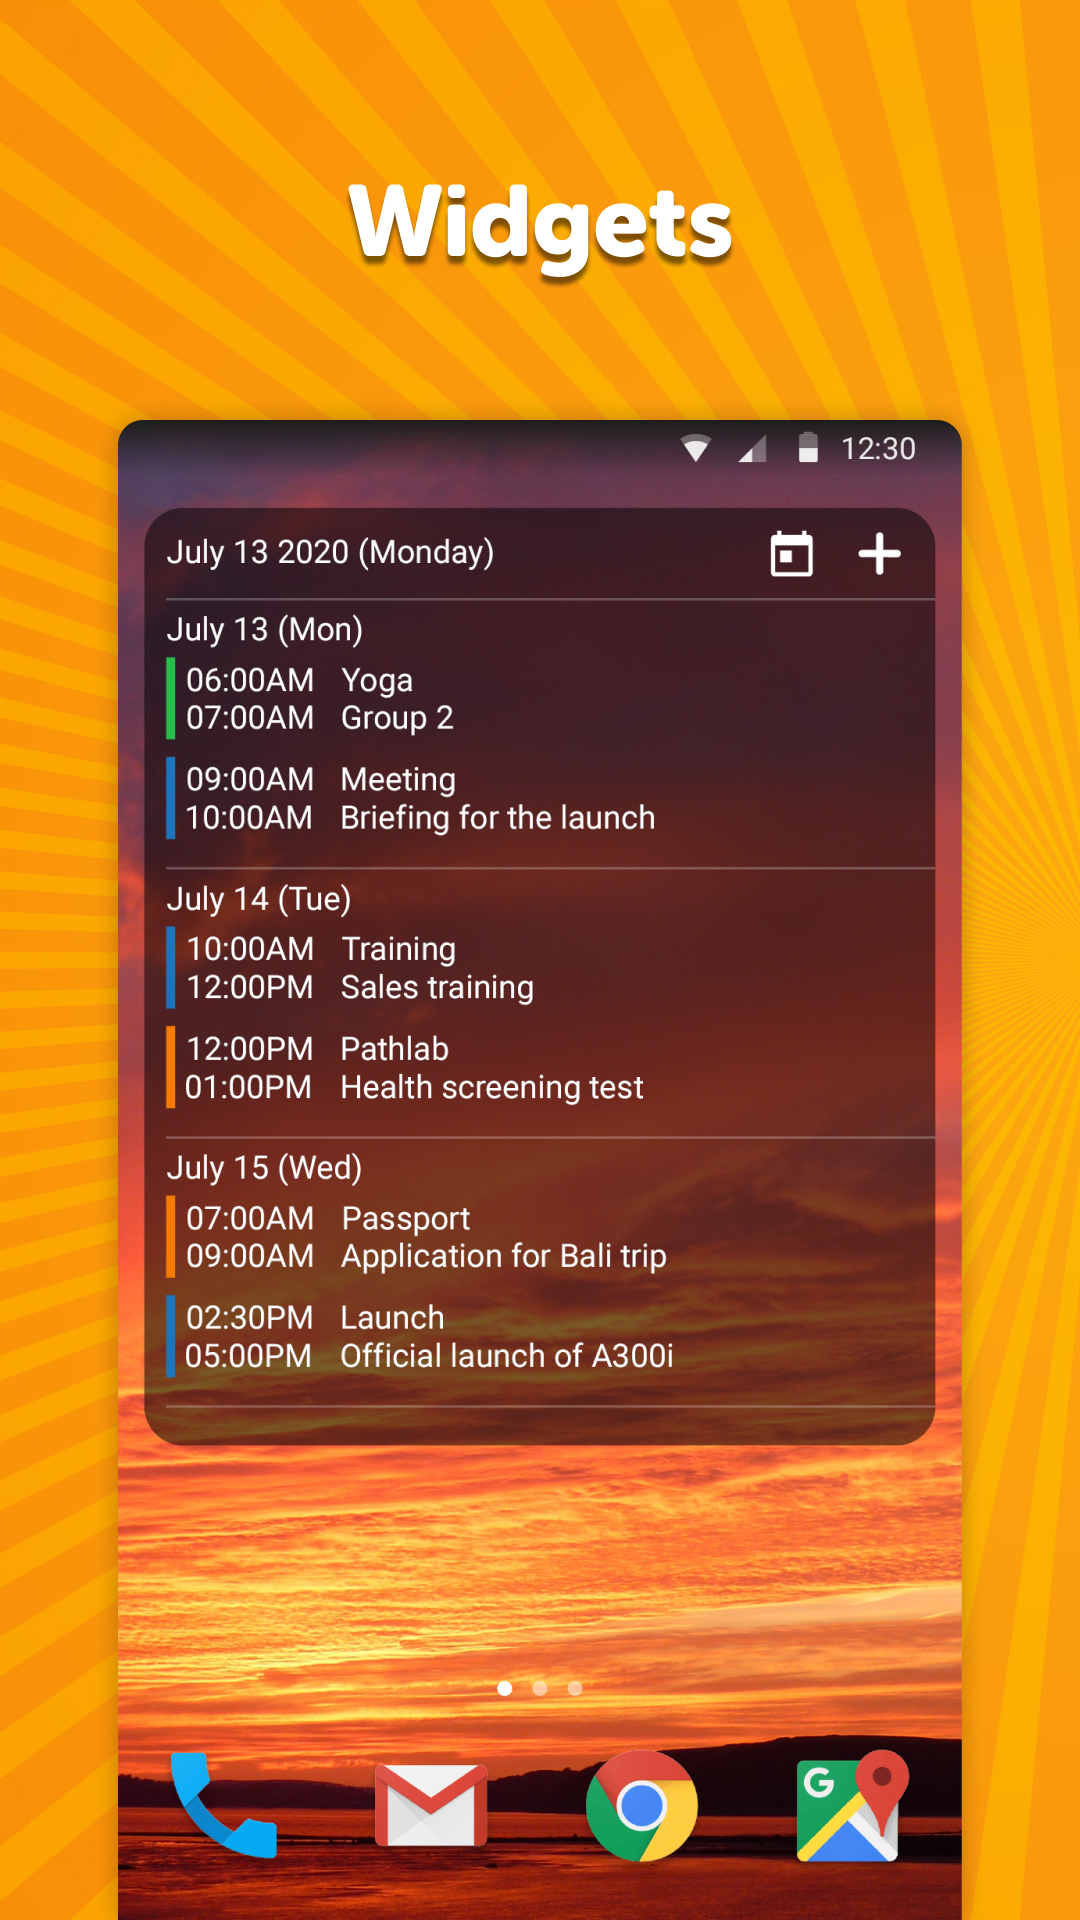 Widgets
12:30
July 13 2020 (Monday)
July 13 (Mon)
06:00AM Yoga
07:00AM Group 2
09:00AM Meeting
10:00AM Briefing for the launch
July 14 (Tue)
10:00AM Training
12:00PM Sales training
12:00PM Pathlab
01:00PM Health screening test
July 15 (Wed)
07:00AM Passport
09:00AM Application for Bali trip
02:30PM Launch
05:00PM Official launch of A300i
G